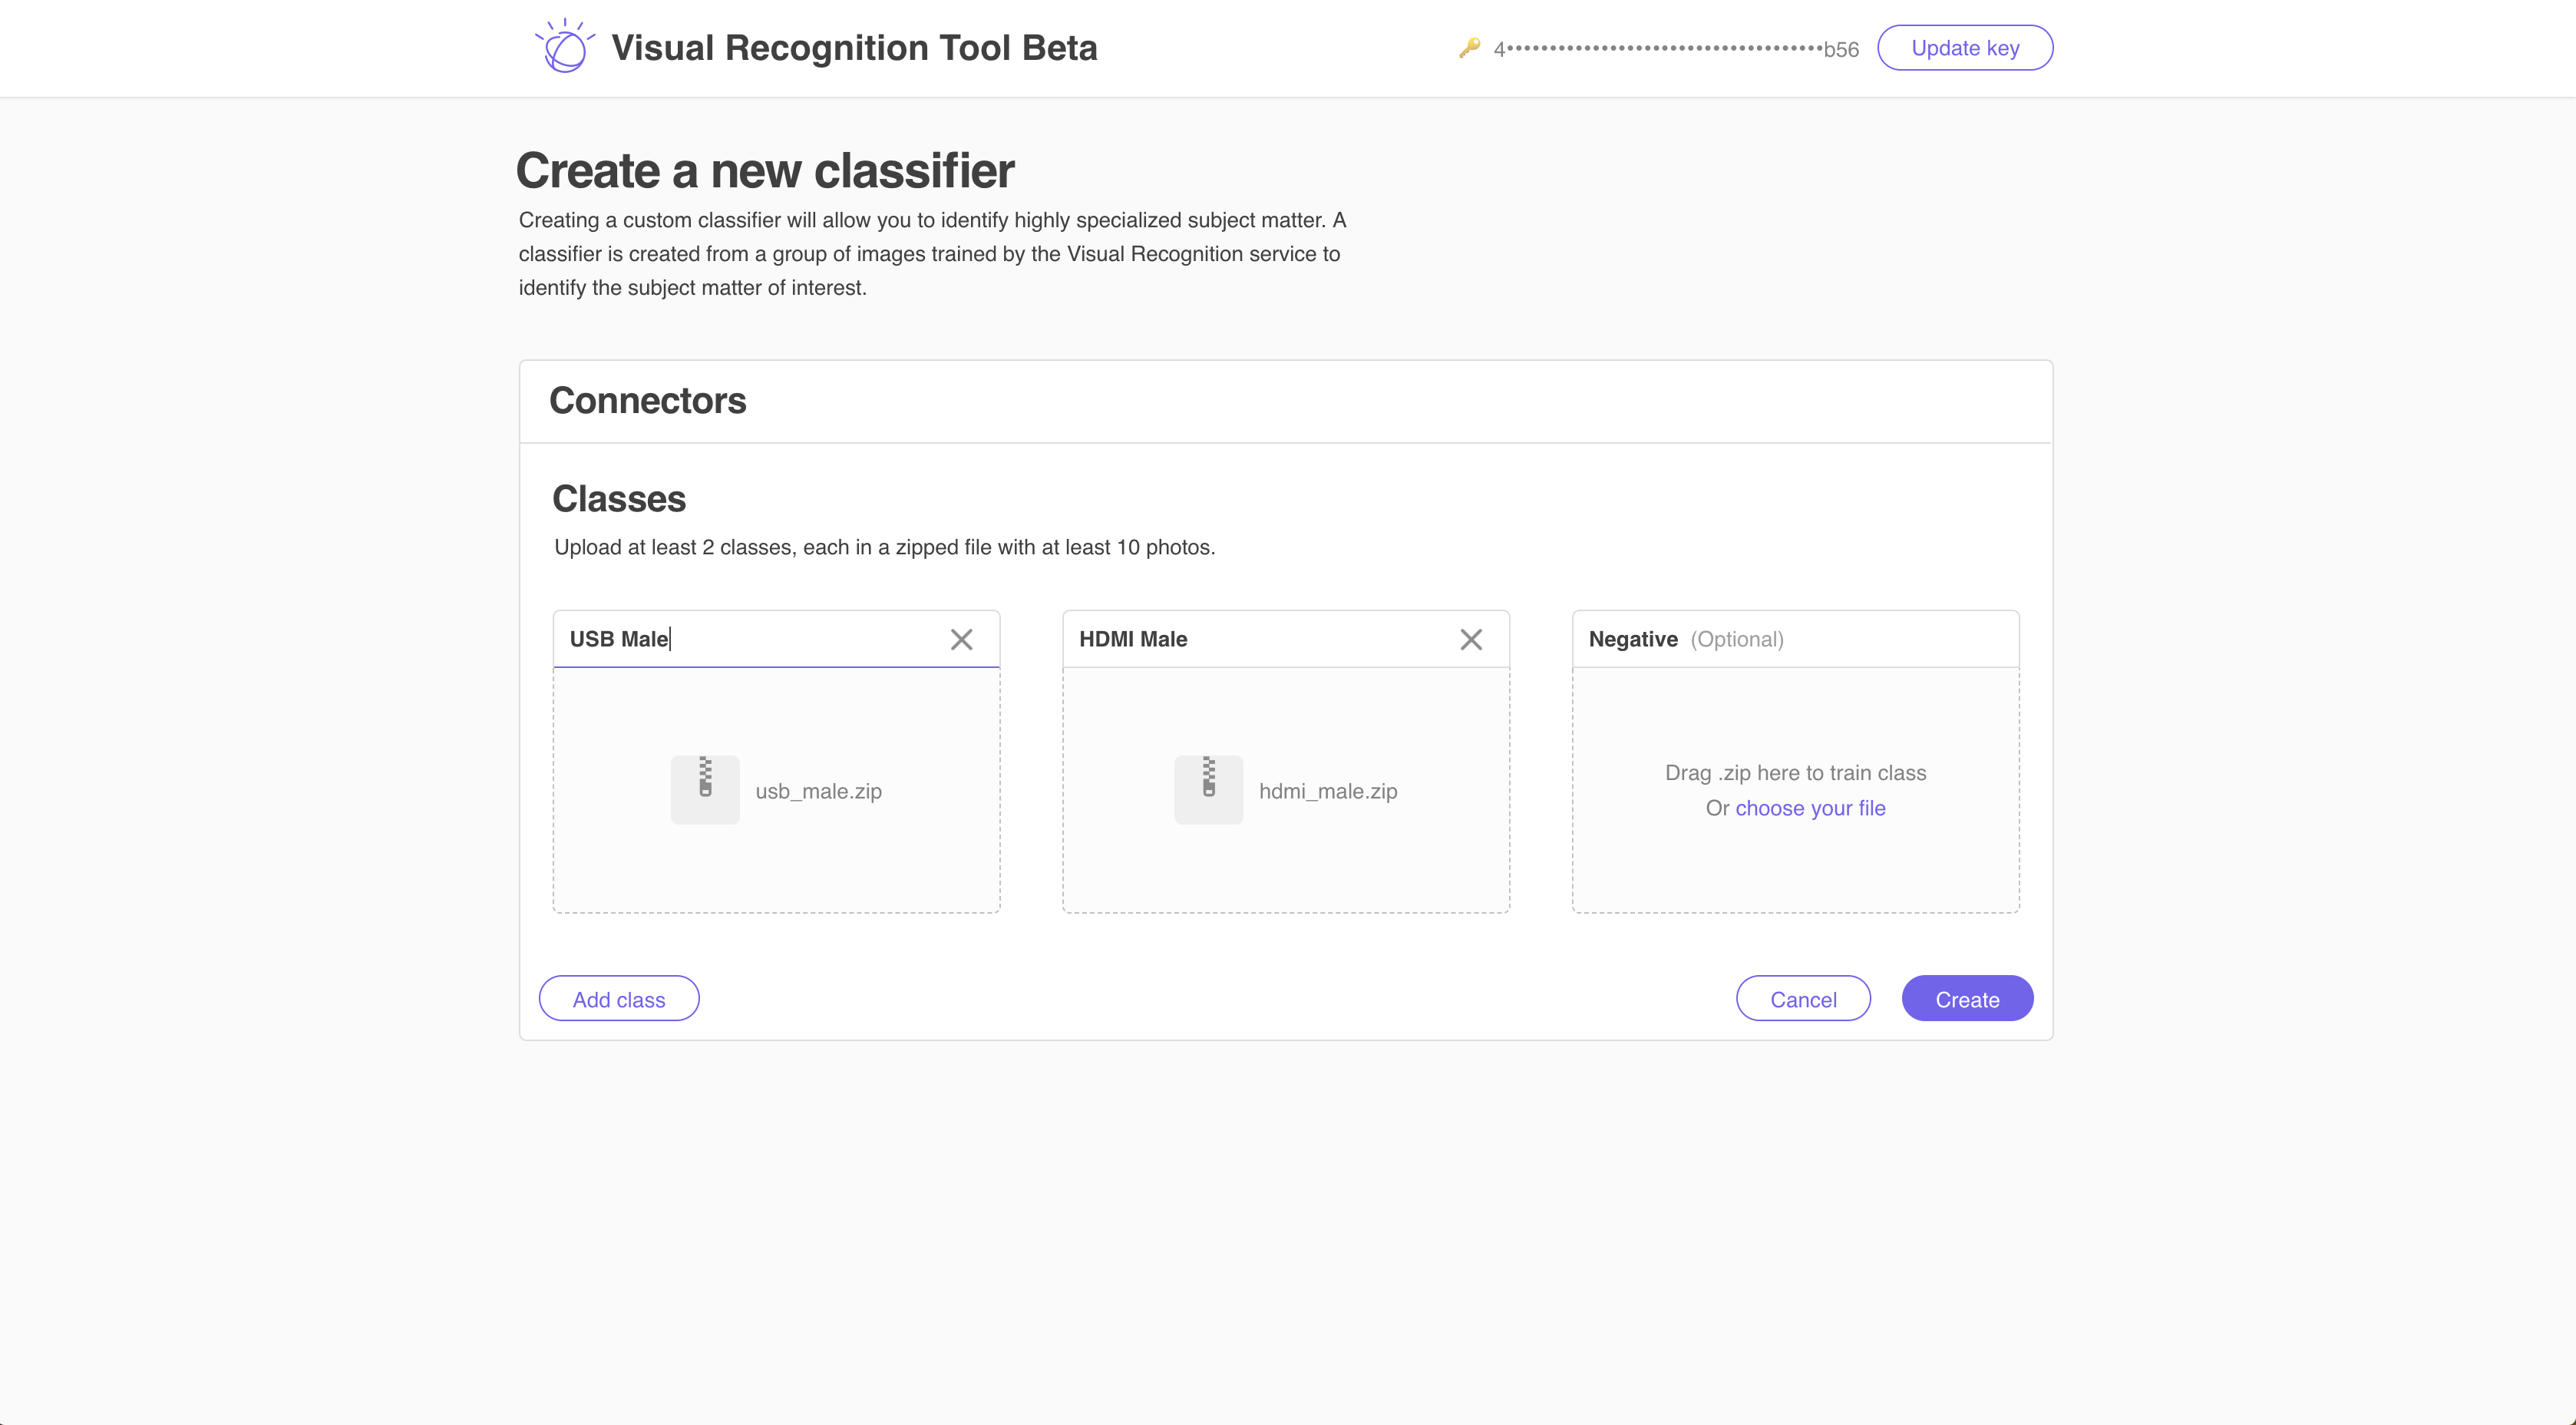 Visual Recognition Tool Beta
4•••••••••••••••••••••••••••••••••••••b56
Update key
Create a new classifier
Creating a custom classifier will allow you to identify highly specialized subject matter. A
classifier is created from a group of images trained by the Visual Recognition service to
identify the subject matter of interest.
Connectors
Classes
Upload at least 2 classes, each in a zipped file with at least 10 photos.
USB Male
HDMI Male
Negative (Optional)
usb_male.zip
hdmi_male.zip
Drag .zip here to train class
Or choose your file
Add class
Cancel
Create